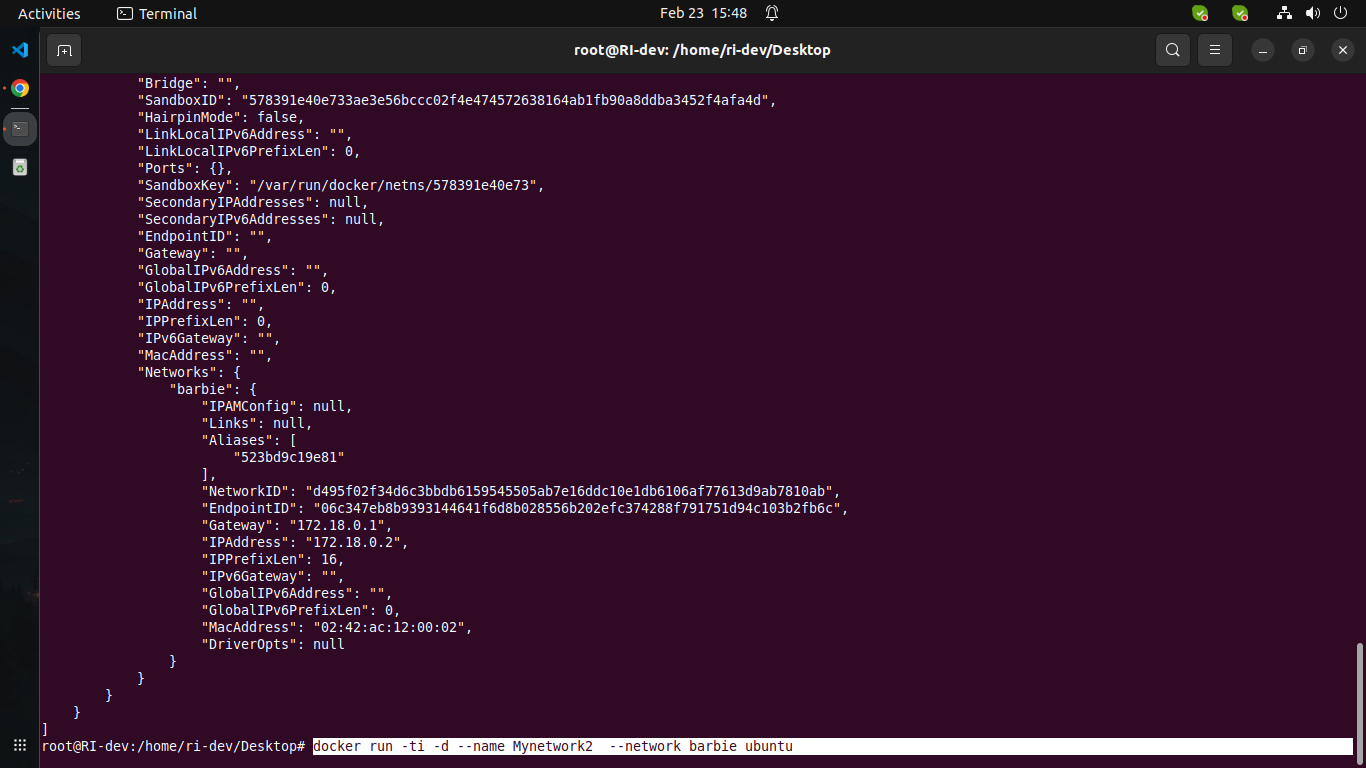 Activities
Terminal
Feb 23 15:48
root@RI-dev: /home/ri-dev/Desktop
"Bridge": "",
"SandboxID": "578391e40e733ae3e56bccc02f4e474572638164ab1fb90a8ddba3452f4afa4d",
"HairpinMode": false,
"LinkLocalIPv6Address": "",
"LinkLocalIPv6PrefixLen": 0,
"Ports": {},
"SandboxKey": "/var/run/docker/netns/578391e40e73",
"SecondaryIPAddresses": null,
"SecondaryIPv6Addresses": null,
"EndpointID": "",
"Gateway": "",
"GlobalIPv6Address": "",
"GlobalIPv6PrefixLen": 0,
"IPAddress": "",
"IPPrefixLen": 0,
"IPv6Gateway": "",
"MacAddress": "",
"Networks": {
"barbie": {
"IPAMConfig": null,
"Links": null,
"Aliases": [
"523bd9c19e81"
],
"NetworkID": "d495f02f34d6c3bbdb6159545505ab7e16ddc10e1db6106af77613d9ab7810ab",
"EndpointID": "06c347eb8b9393144641f6d8b028556b202efc374288f791751d94c103b2fb6c",
"Gateway": "172.18.0.1",
"IPAddress": "172.18.0.2",
"IPPrefixLen": 16,
"IPv6Gateway": "",
"GlobalIPv6Address": "",
"GlobalIPv6PrefixLen": 0,
"MacAddress": "02:42:ac:12:00:02",
"DriverOpts": null
}
}
}
}
]
root@RI-dev:/home/ri-dev/Desktop# docker run -ti -d --name Mynetwork2  --network barbie ubuntu